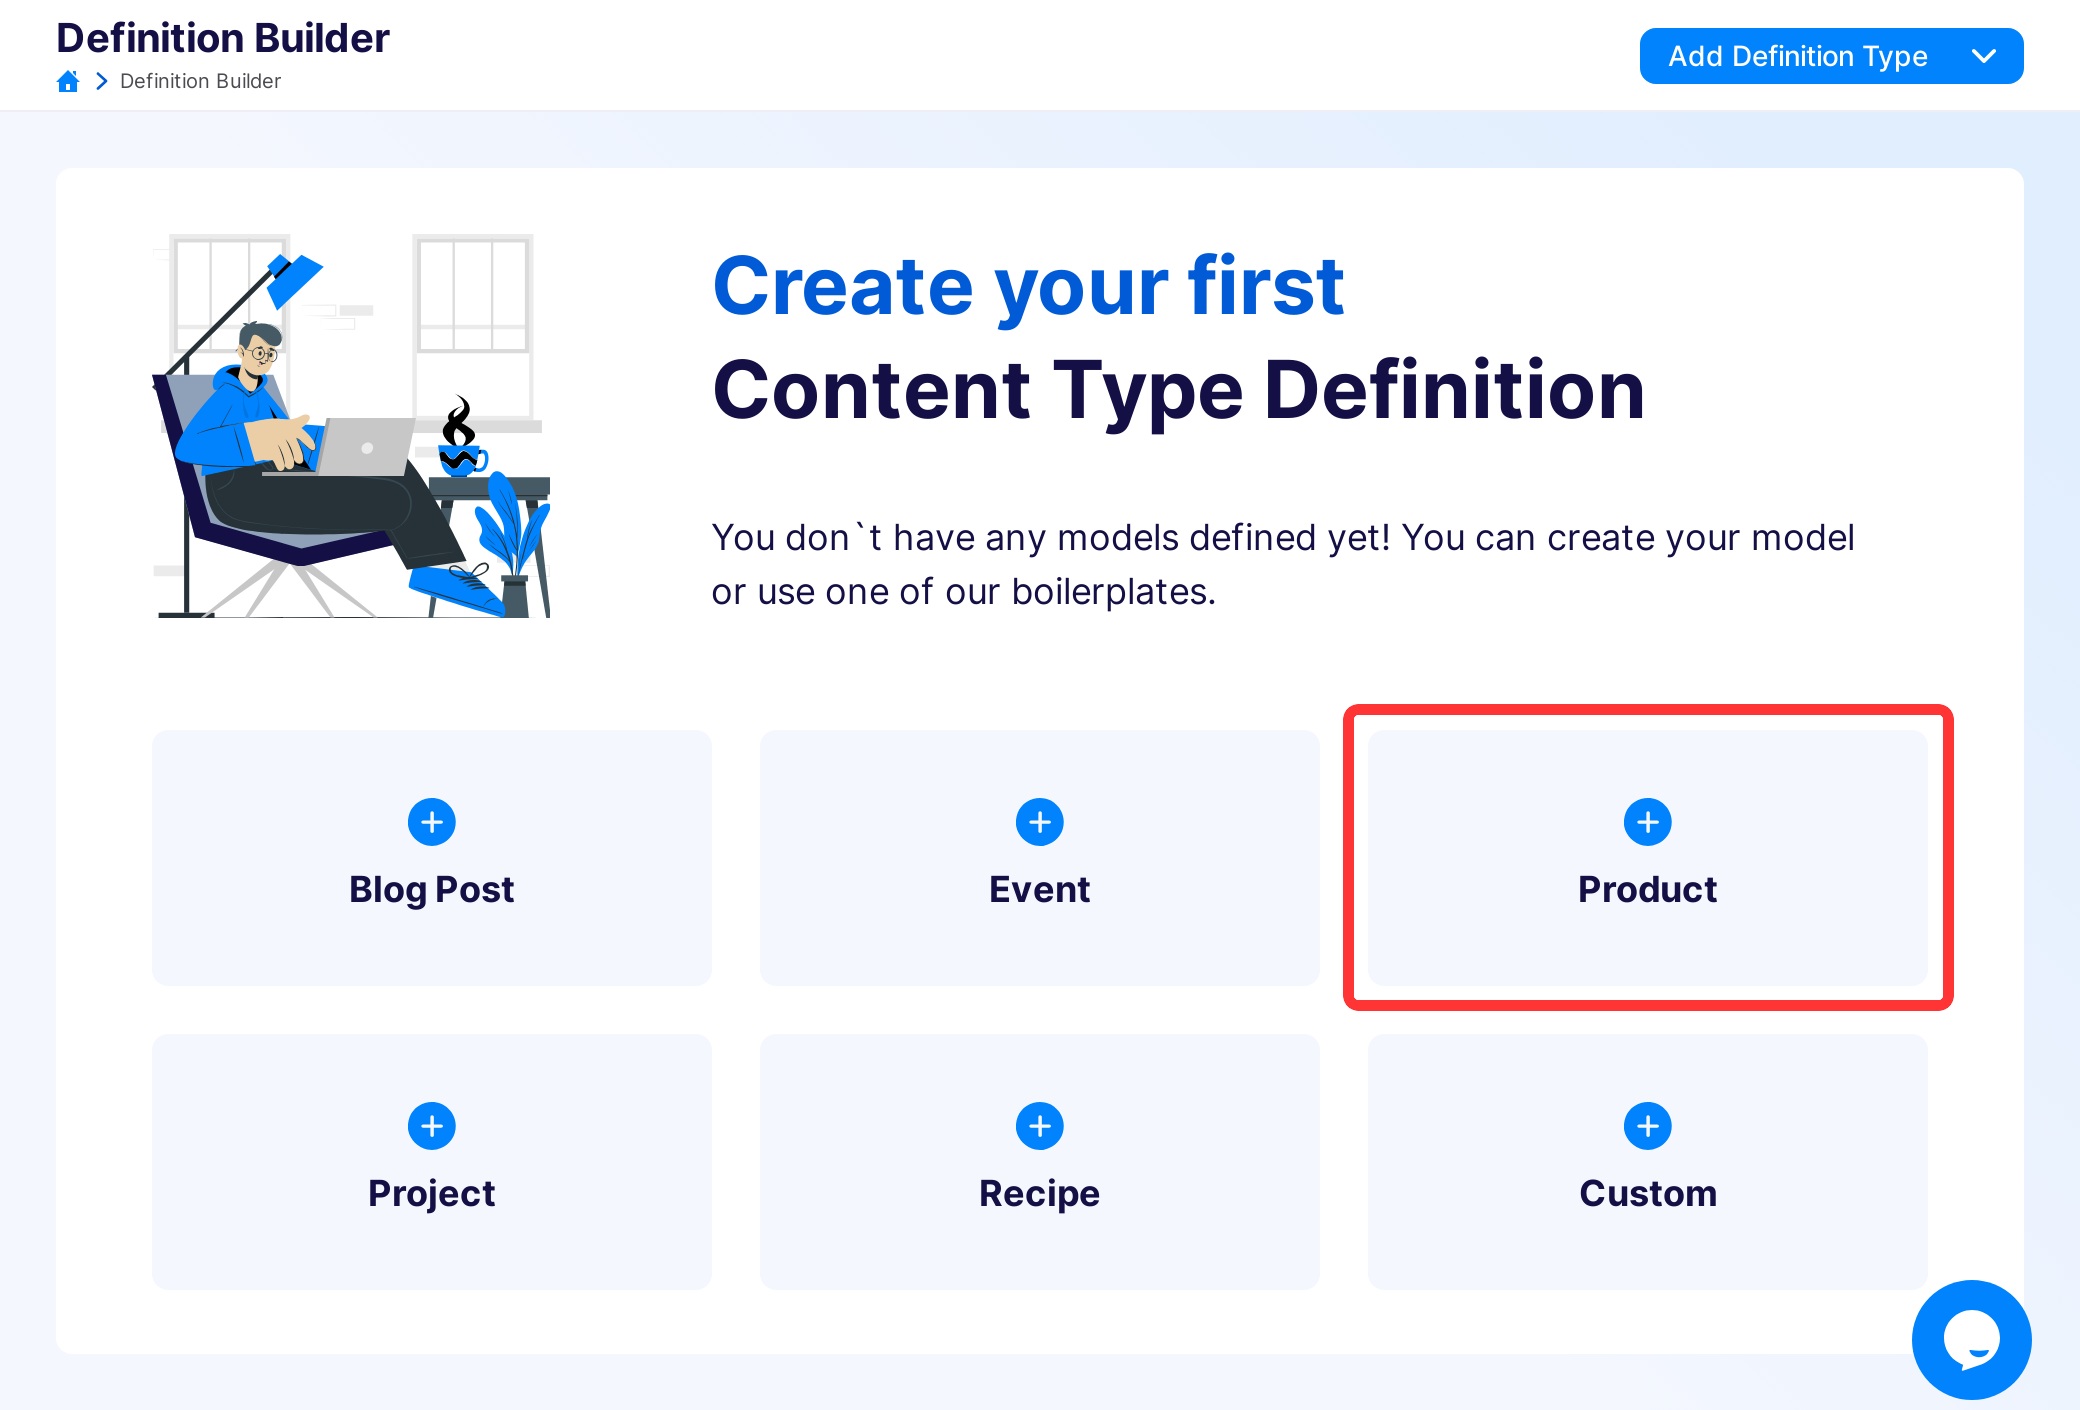 Definition Builder
Definition Builder
Add Definition Type
Create your first
Content Type Definition
You don`t have any models defined yet! You can create your model
or use one of our boilerplates.
Blog Post
Event
Product
Project
Recipe
Custom